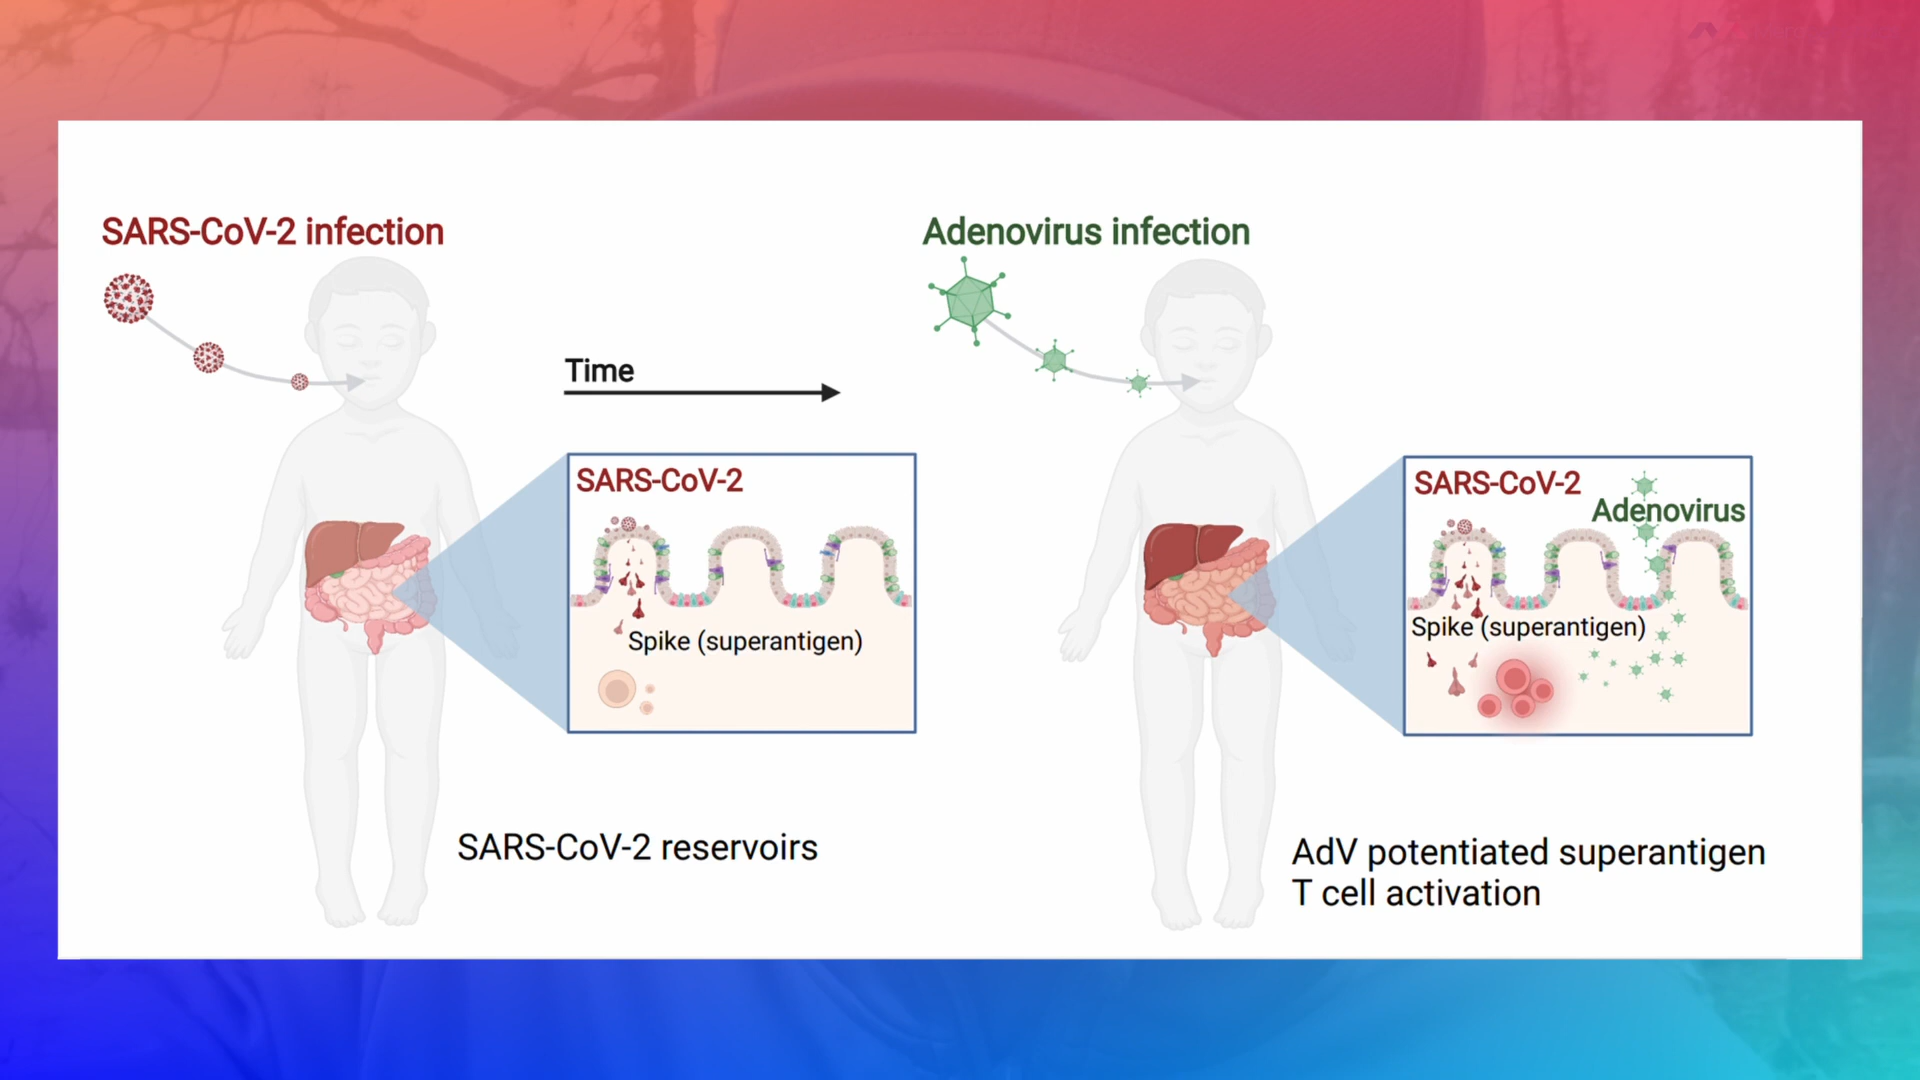 SARS-CoV-2 infection
Adenovirus infection
Time
SARS-CoV-2
Spike (superantigen)
SARS-CoV-2
Adenovirus
Spike (superantigen)
SARS-CoV-2 reservoirs
AdV potentiated superantigen
T cell activation